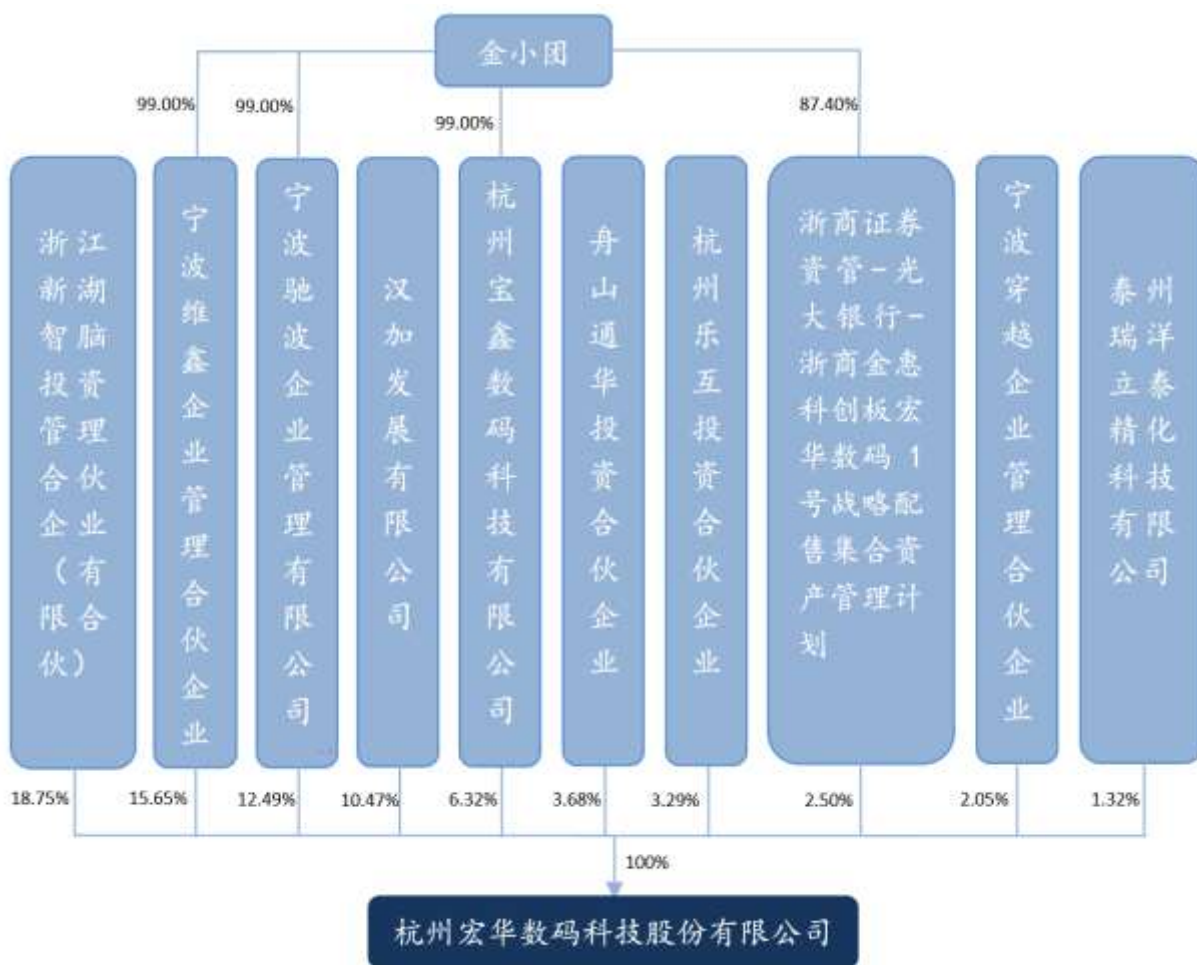 金小团
99.00%
99.00%
99.00%
87.40%
浙江
新湖
智脑
投资
管理
合伙
企业
（有
限合
伙）
宁波维鑫企业管理合伙企业
宁波驰波企业管理有限公司
汉加发展有限公司
杭州宝鑫数码科技有限公司
舟山通华投资合伙企业
杭州乐互投资合伙企业
浙商证券
资管-光
大银行-
浙商金惠
科创板宏
华数码 1
号战略配
售集合资
产管理计
划
宁波穿越企业管理合伙企业
泰州
瑞洋
立泰
精化
科技
有限
公司
18.75%
15.65%
12.49%
10.47%
6.32%
3.68%
3.29%
2.50%
2.05%
1.32%
100%
杭州宏华数码科技股份有限公司